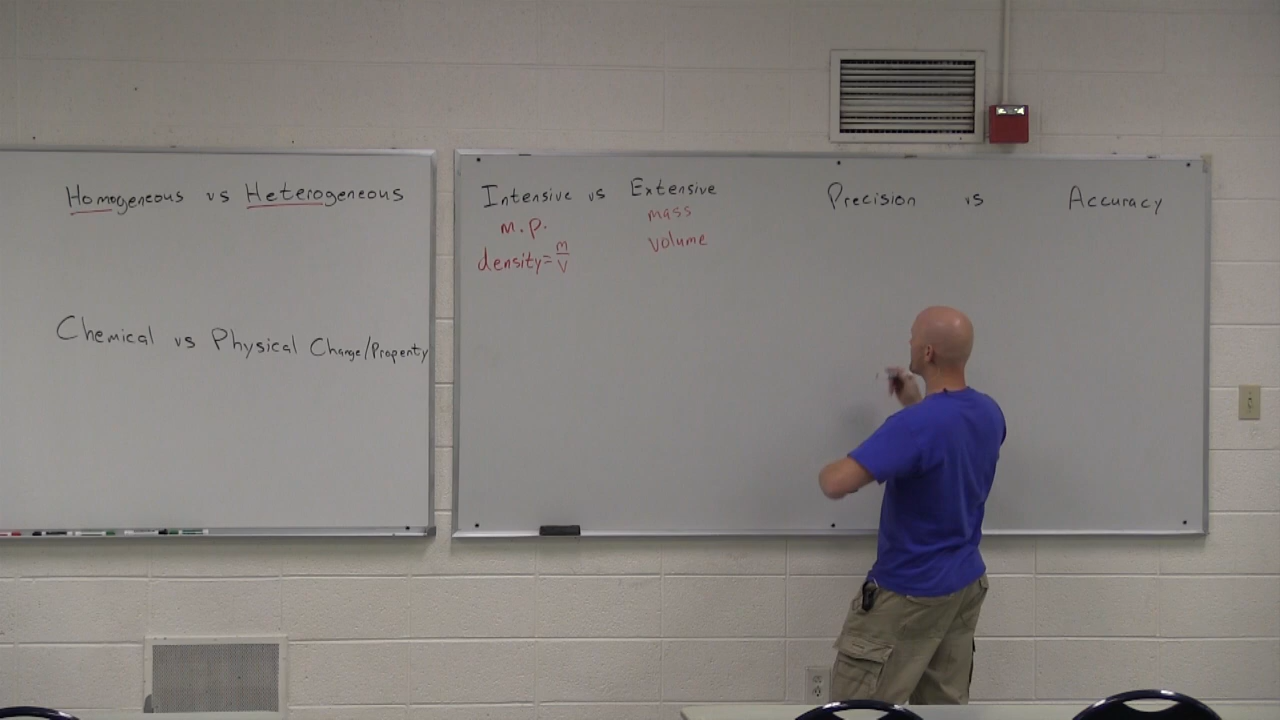 Homogeneous vs Heterogeneous
Chemical vs Physical Change/Property
Intensive vs Extensive
m.p. mass
density = m/v volume
Precision vs Accuracy